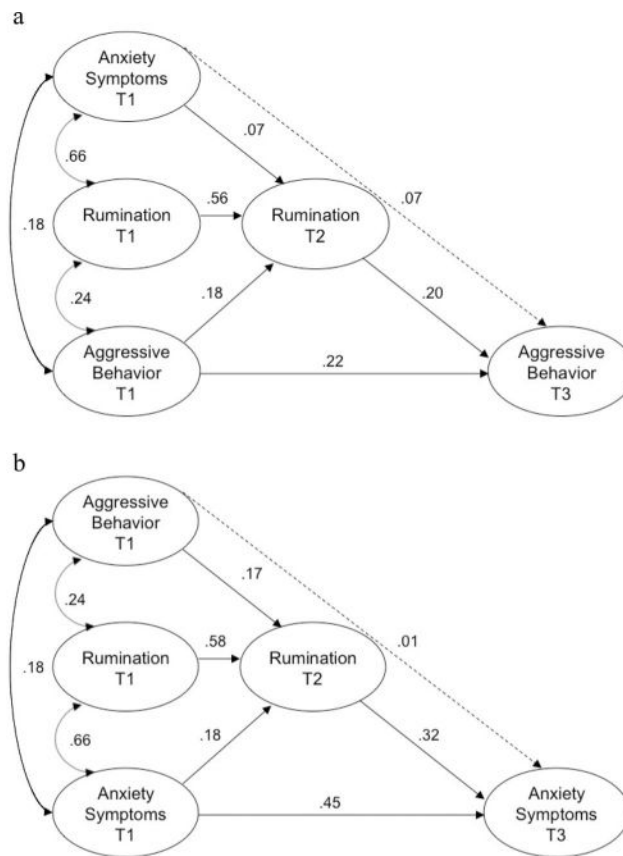 a
Anxiety
Symptoms
T1
.07
.66
.07
Rumination
T1
.56
Rumination
T2
.18
.24
.18
.20
Aggressive
Behavior
T1
.22
Aggressive
Behavior
T3
b
Aggressive
Behavior
T1
.17
.24
.01
Rumination
T1
.58
Rumination
T2
.18
.66
.18
.32
Anxiety
Symptoms
T1
.45
Anxiety
Symptoms
T3